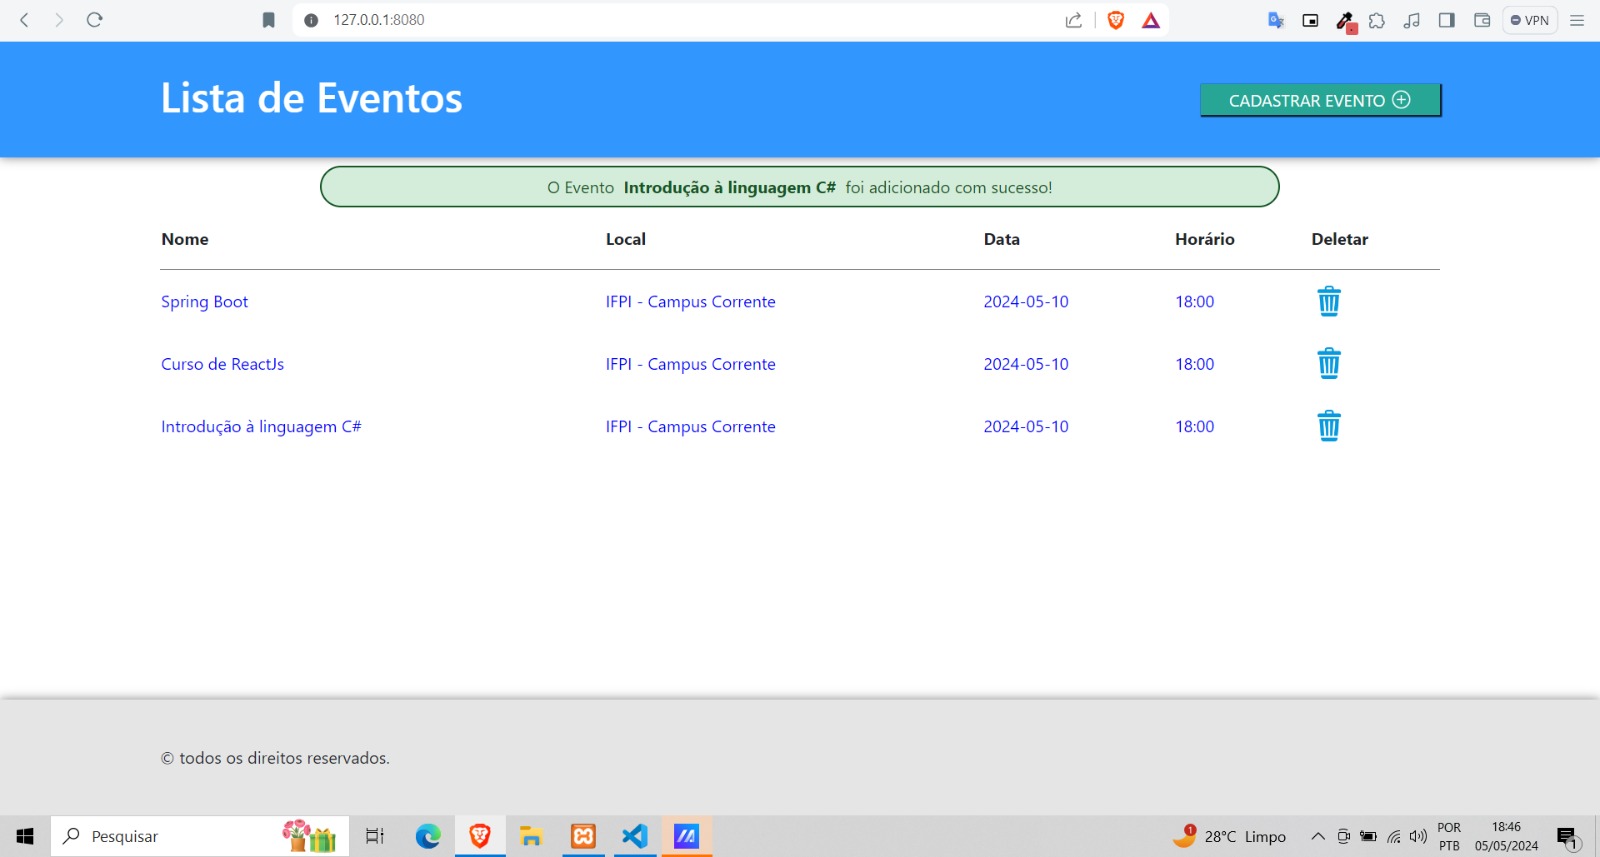 127.0.0.1:8080
VPN
Lista de Eventos
CADASTRAR EVENTO
O Evento Introdução à linguagem C# foi adicionado com sucesso!
Nome Local Data Horário Deletar
Spring Boot IFPI - Campus Corrente 2024-05-10 18:00
Curso de ReactJs IFPI - Campus Corrente 2024-05-10 18:00
Introdução à linguagem C# IFPI - Campus Corrente 2024-05-10 18:00
© todos os direitos reservados.
Pesquisar
1
28°C Limpo
POR
PTB
18:46
05/05/2024
1